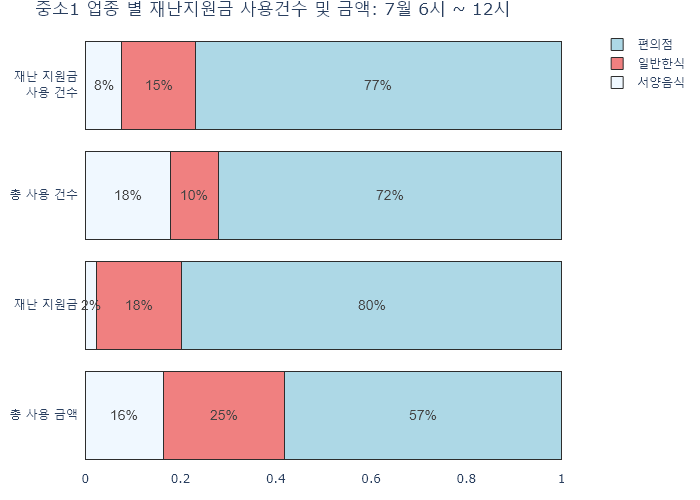 중소1 업종 별 재난지원금 사용건수 및 금액: 7월 6시 ~ 12시
편의점
일반한식
서양음식
재난 지원금
사용 건수
8%
15%
77%
총 사용 건수
18%
10%
72%
재난 지원금
2%
18%
80%
총 사용 금액
16%
25%
57%
0
0.2
0.4
0.6
0.8
1